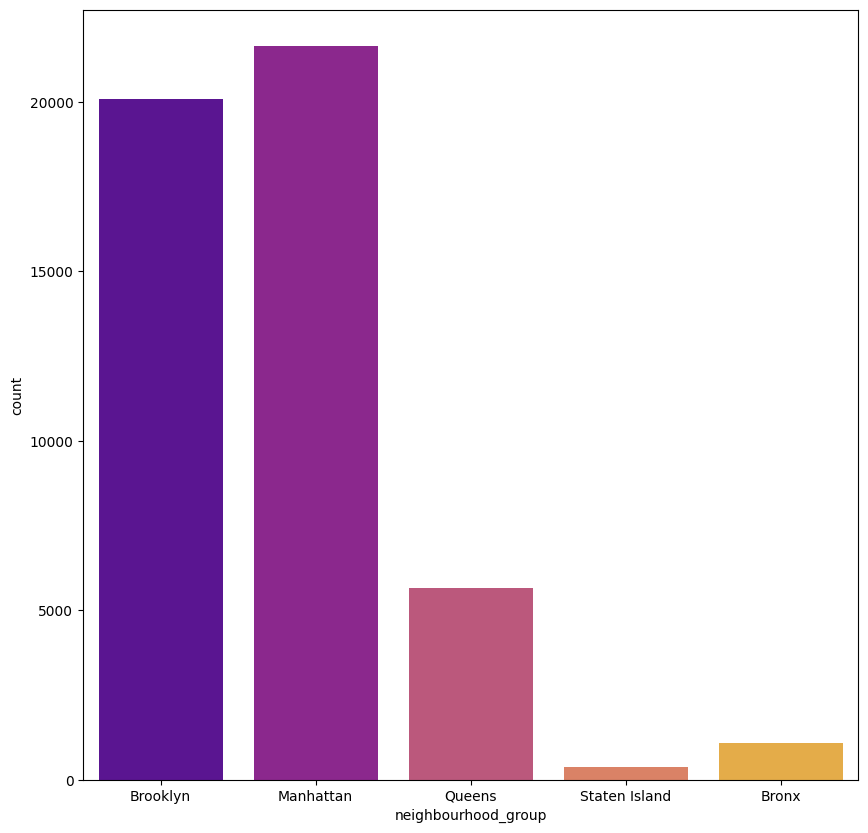 20000
15000
10000
5000
0
count
Brooklyn Manhattan Queens Staten Island Bronx
neighbourhood_group